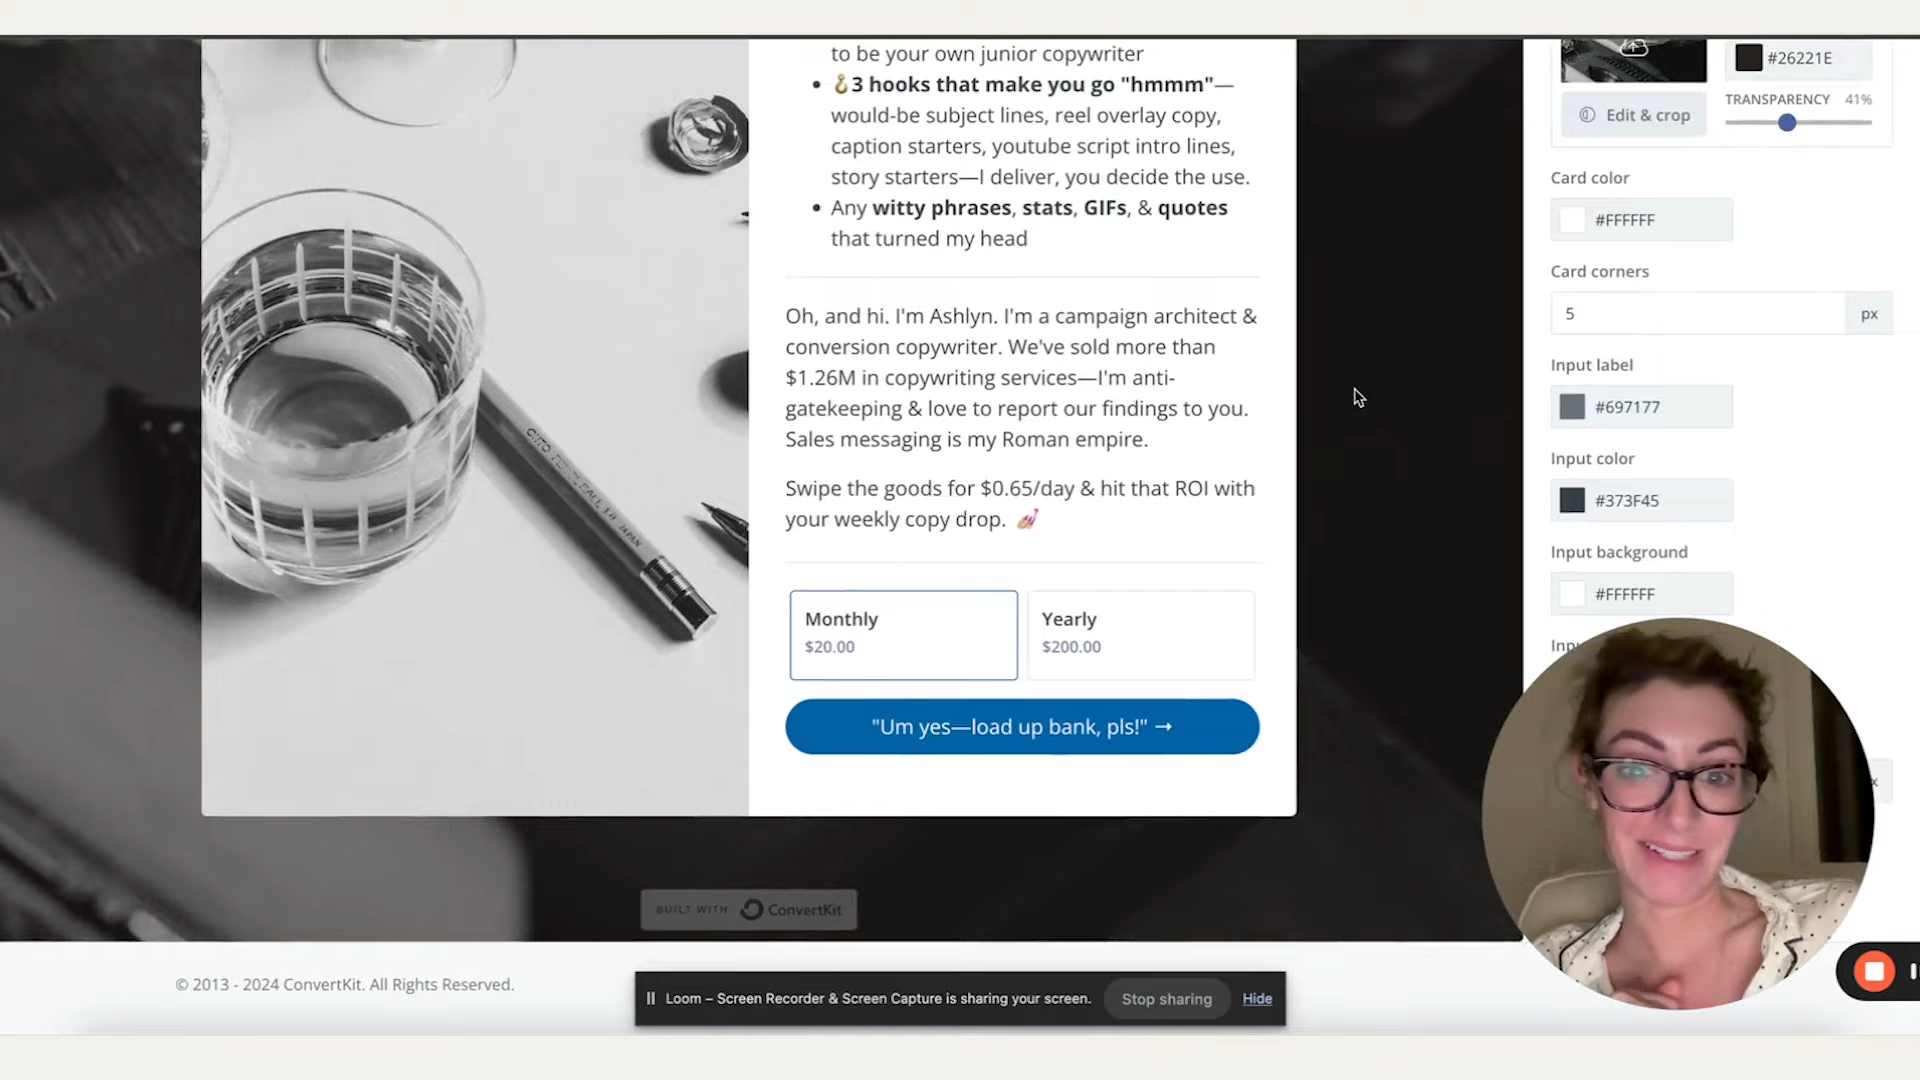 to be your own junior copywriter
🪝3 hooks that make you go "hmmm"—
would-be subject lines, reel overlay copy,
caption starters, youtube script intro lines,
story starters—I deliver, you decide the use.
Any witty phrases, stats, GIFs, & quotes
that turned my head
Oh, and hi. I'm Ashlyn. I'm a campaign architect &
conversion copywriter. We've sold more than
$1.26M in copywriting services—I'm anti-
gatekeeping & love to report our findings to you.
Sales messaging is my Roman empire.
Swipe the goods for $0.65/day & hit that ROI with
your weekly copy drop. 💅🏼
Monthly
$20.00
Yearly
$200.00
"Um yes—load up bank, pls!" →
BUILT WITH ConvertKit
© 2013 - 2024 ConvertKit. All Rights Reserved.
Loom – Screen Recorder & Screen Capture is sharing your screen.
Stop sharing
Hide
#26221E
TRANSPARENCY 41%
Edit & crop
Card color
#FFFFFF
Card corners
5
px
Input label
#697177
Input color
#373F45
Input background
#FFFFFF